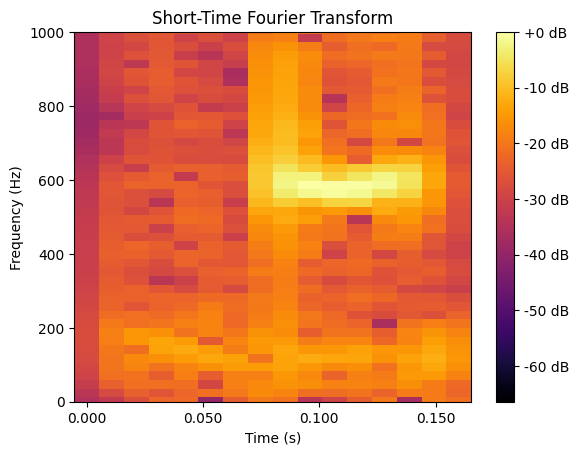 Short-Time Fourier Transform
1000
800
600
400
200
0
Frequency (Hz)
0.000
0.050
0.100
0.150
Time (s)
+0 dB
-10 dB
-20 dB
-30 dB
-40 dB
-50 dB
-60 dB